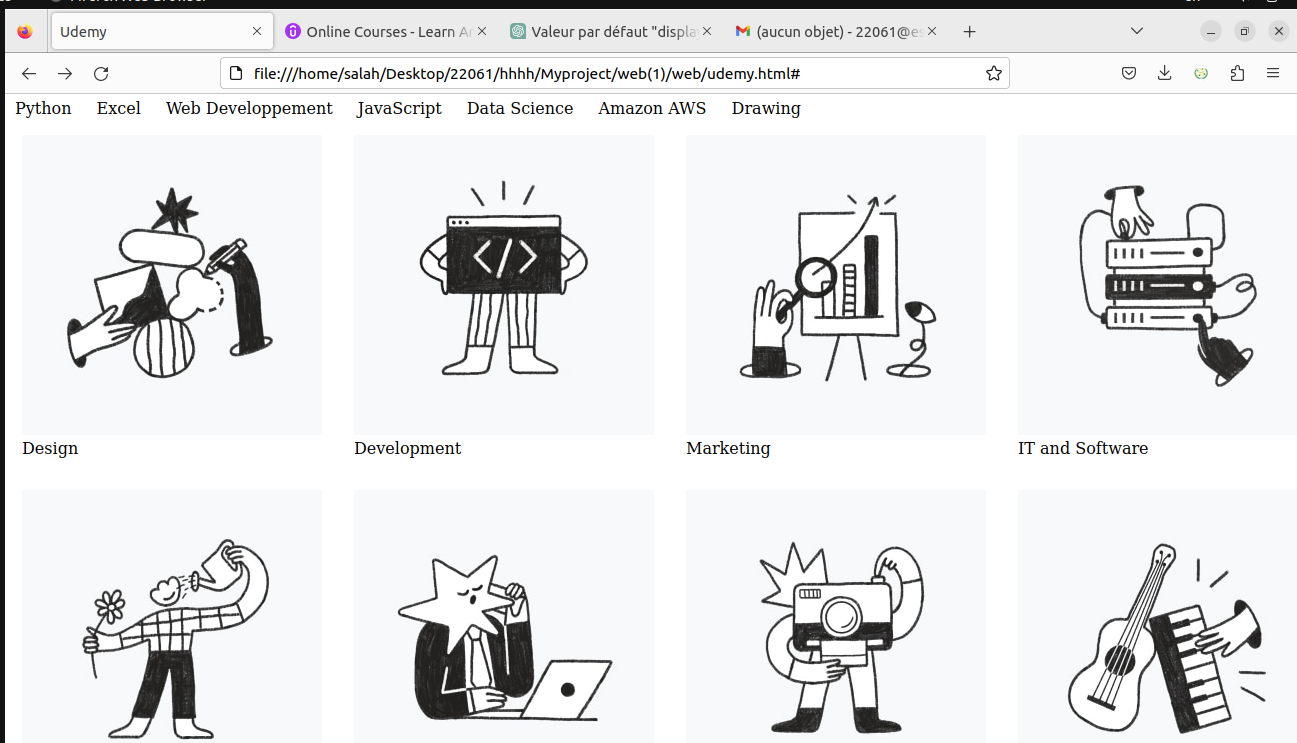 Udemy
Online Courses - Learn An
Valeur par défaut "displa
(aucun objet) - 22061@es
file:///home/salah/Desktop/22061/hhhh/Myproject/web(1)/web/udemy.html#
Python Excel Web Developpement JavaScript Data Science Amazon AWS Drawing
</>
Design Development Marketing IT and Software